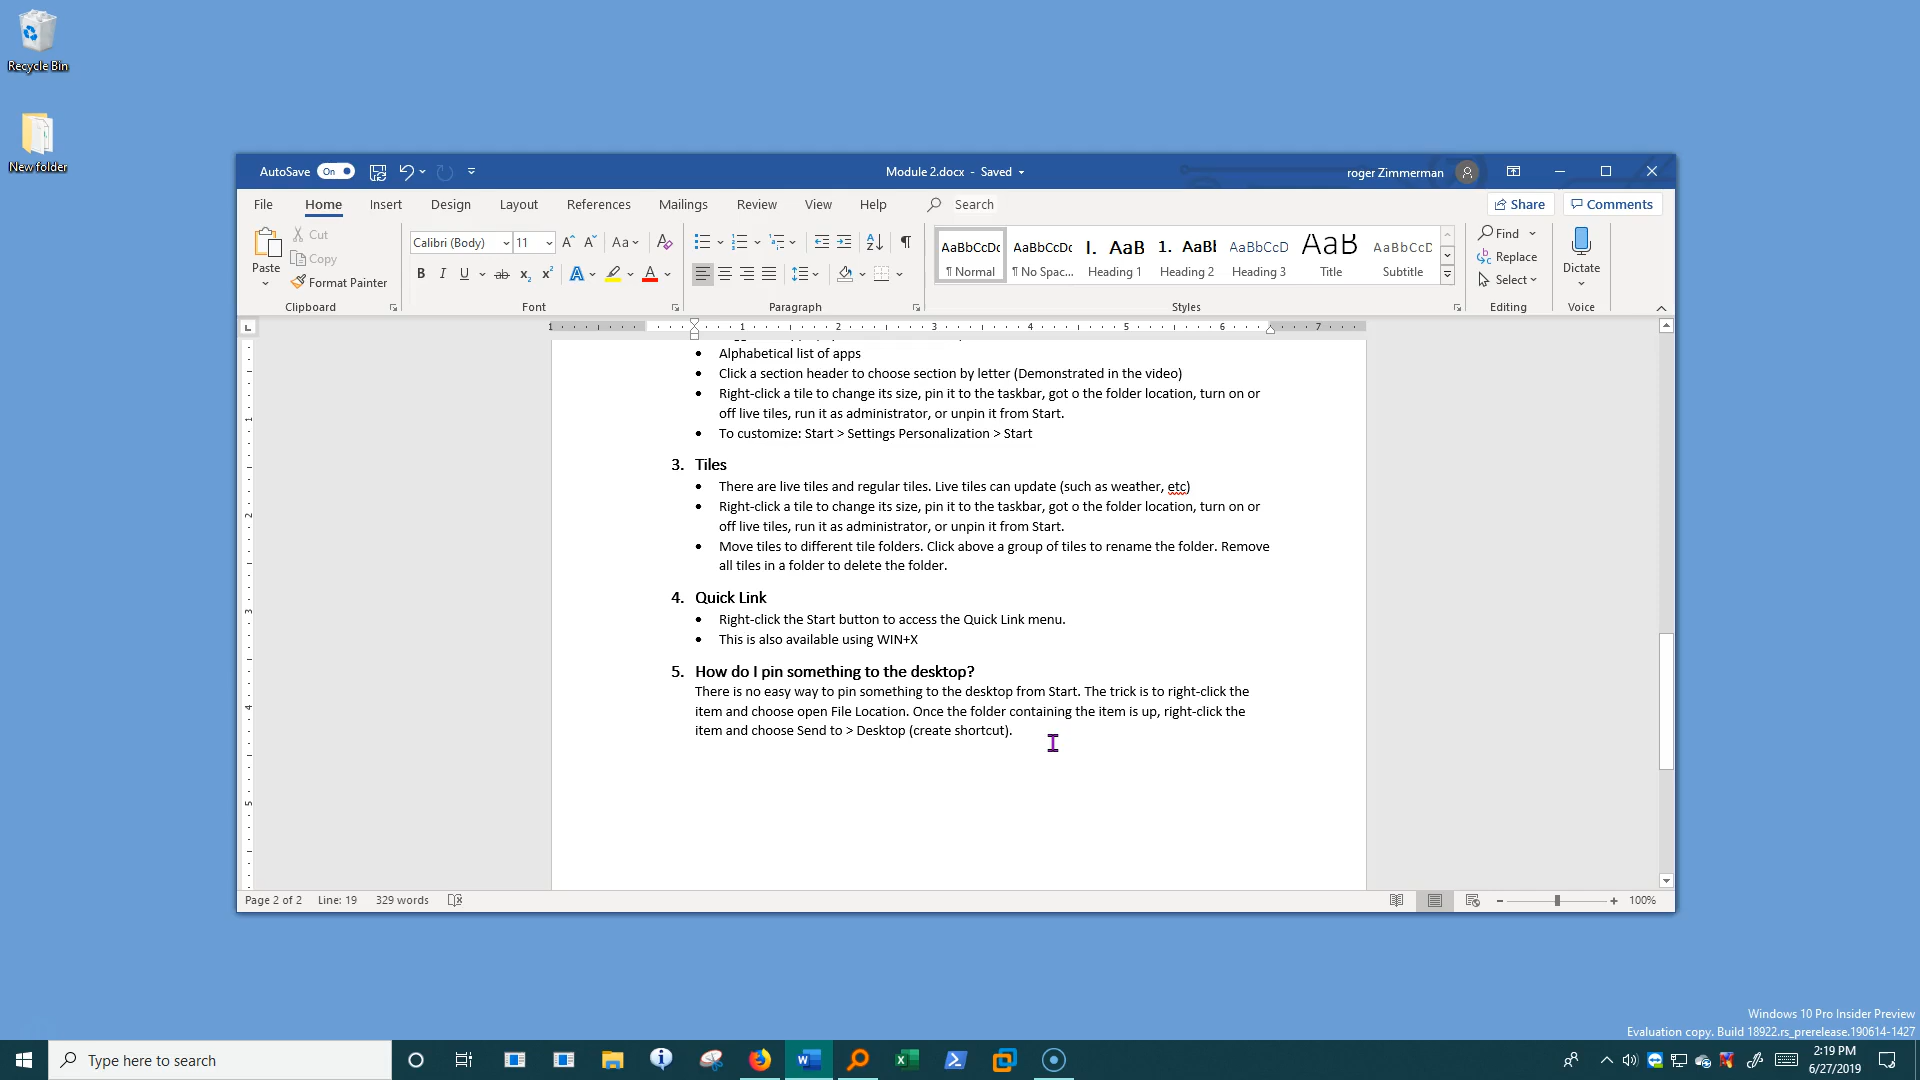 Recycle Bin
New folder
AutoSave On
Module 2.docx - Saved
roger Zimmerman
File Home Insert Design Layout References Mailings Review View Help Search
Share Comments
Paste
Cut
Copy
Format Painter
Clipboard
Calibri (Body) 11
Font
Paragraph
AaBbCcDc AaBbCcDc I. AaB 1. AaBl AaBbCcD AaB AaBbCcD
¶ Normal ¶ No Spac... Heading 1 Heading 2 Heading 3 Title Subtitle
Styles
Find
Replace
Select
Editing
Dictate
Voice
1 1 2 3 4 5 6 7
• Alphabetical list of apps
• Click a section header to choose section by letter (Demonstrated in the video)
• Right-click a tile to change its size, pin it to the taskbar, got o the folder location, turn on or
off live tiles, run it as administrator, or unpin it from Start.
• To customize: Start > Settings Personalization > Start
3. Tiles
• There are live tiles and regular tiles. Live tiles can update (such as weather, etc)
• Right-click a tile to change its size, pin it to the taskbar, got o the folder location, turn on or
off live tiles, run it as administrator, or unpin it from Start.
• Move tiles to different tile folders. Click above a group of tiles to rename the folder. Remove
all tiles in a folder to delete the folder.
4. Quick Link
• Right-click the Start button to access the Quick Link menu.
• This is also available using WIN+X
5. How do I pin something to the desktop?
There is no easy way to pin something to the desktop from Start. The trick is to right-click the
item and choose open File Location. Once the folder containing the item is up, right-click the
item and choose Send to > Desktop (create shortcut).
Page 2 of 2 Line: 19 329 words
100%
Windows 10 Pro Insider Preview
Evaluation copy. Build 18922.rs_prerelease.190614-1427
Type here to search
2:19 PM
6/27/2019